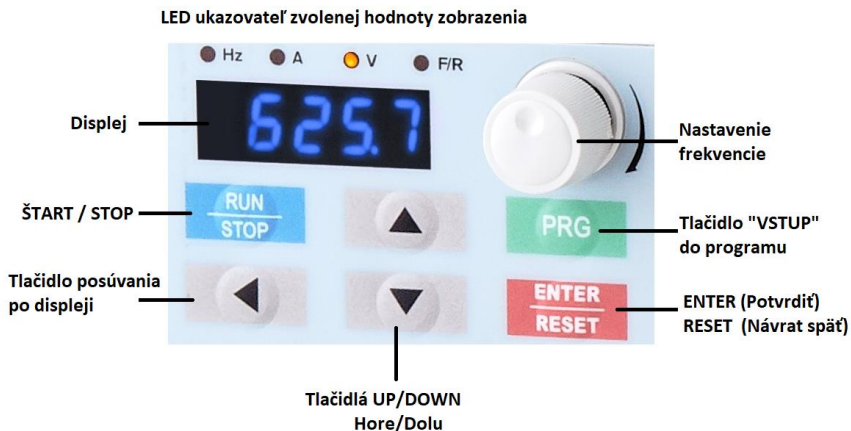 LED ukazovateľ zvolenej hodnoty zobrazenia
Hz A V F/R
Displej
625.7
Nastavenie
frekvencie
ŠTART / STOP
RUN
STOP
PRG
Tlačidlo "VSTUP"
do programu
Tlačidlo posúvania
po displeji
ENTER
RESET
ENTER (Potvrdiť)
RESET (Návrat späť)
Tlačidlá UP/DOWN
Hore/Dolu